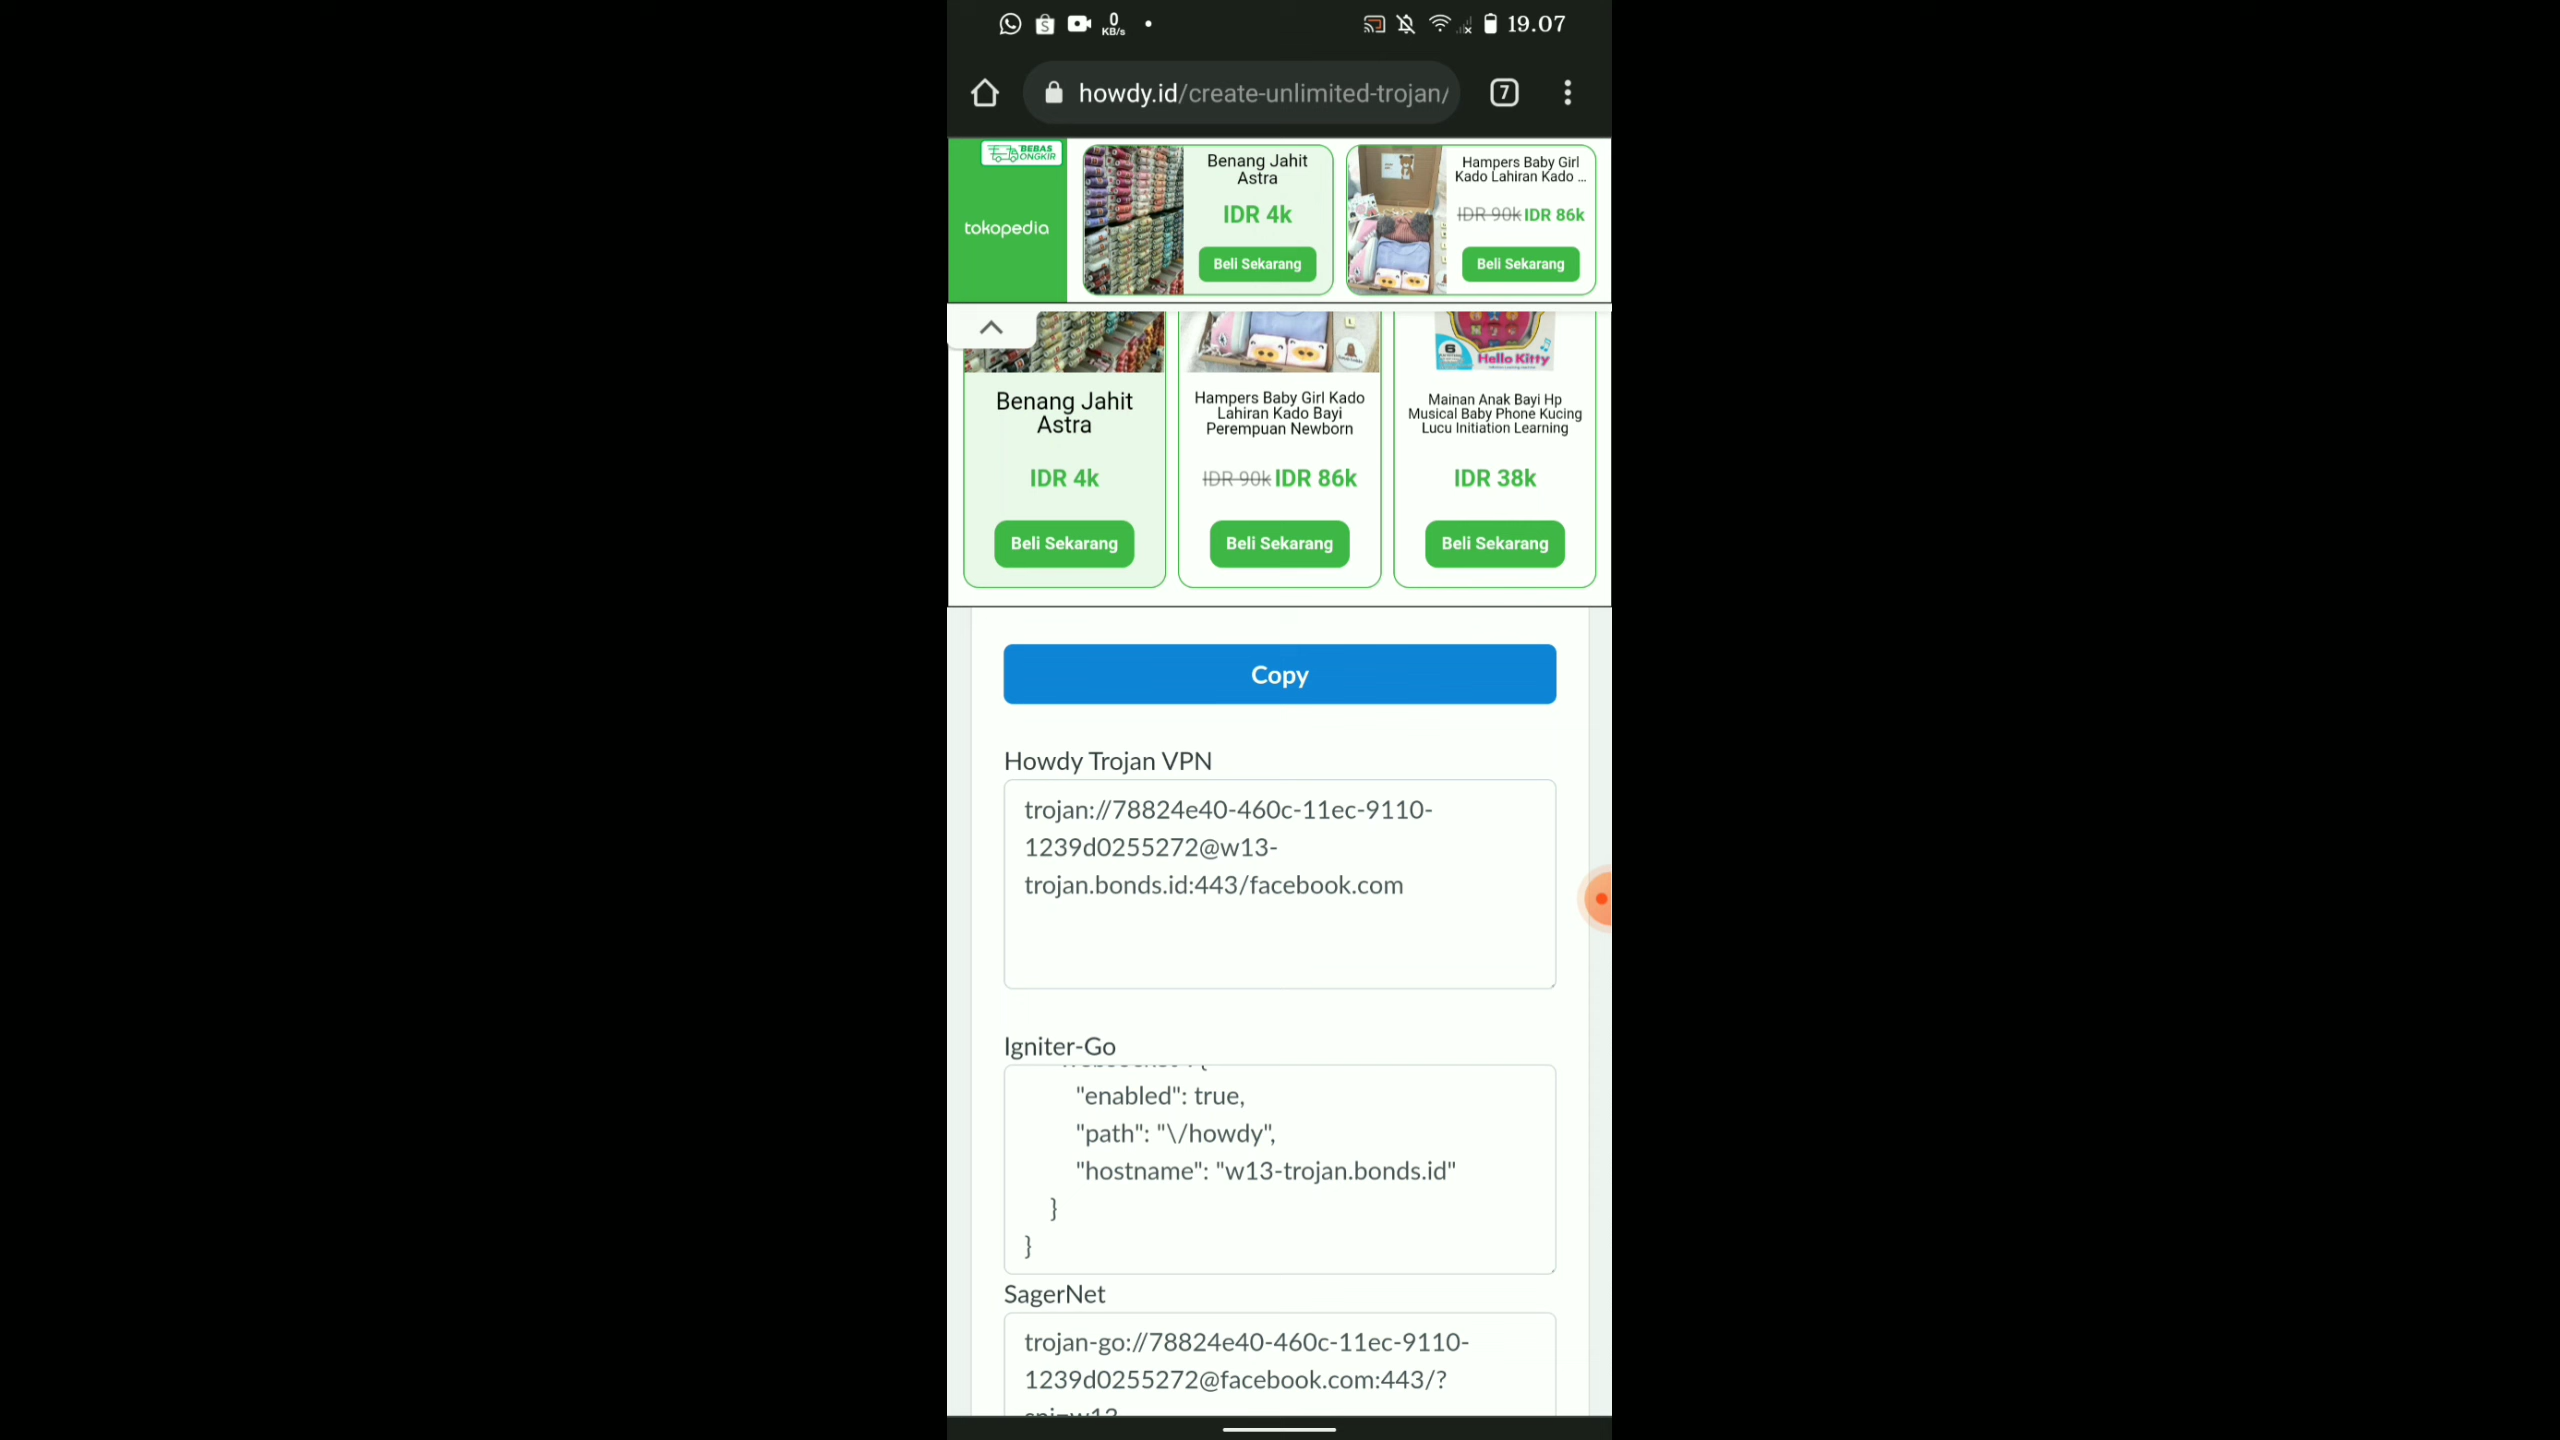 0
KB/s
19.07
howdy.id/create-unlimited-trojan/
7
BEBAS
ONGKIR
tokopedia
Benang Jahit
Astra
IDR 4k
Beli Sekarang
Hampers Baby Girl
Kado Lahiran Kado ...
IDR 90k IDR 86k
Beli Sekarang
Benang Jahit
Astra
IDR 4k
Beli Sekarang
Hampers Baby Girl Kado
Lahiran Kado Bayi
Perempuan Newborn
IDR 90k IDR 86k
Beli Sekarang
6
Hello Kitty
Mainan Anak Bayi Hp
Musical Baby Phone Kucing
Lucu Initiation Learning
IDR 38k
Beli Sekarang
Copy
Howdy Trojan VPN
trojan://78824e40-460c-11ec-9110-
1239d0255272@w13-
trojan.bonds.id:443/facebook.com
Igniter-Go
"enabled": true,
"path": "\/howdy",
"hostname": "w13-trojan.bonds.id"
}
}
SagerNet
trojan-go://78824e40-460c-11ec-9110-
1239d0255272@facebook.com:443/?
sni=w13-